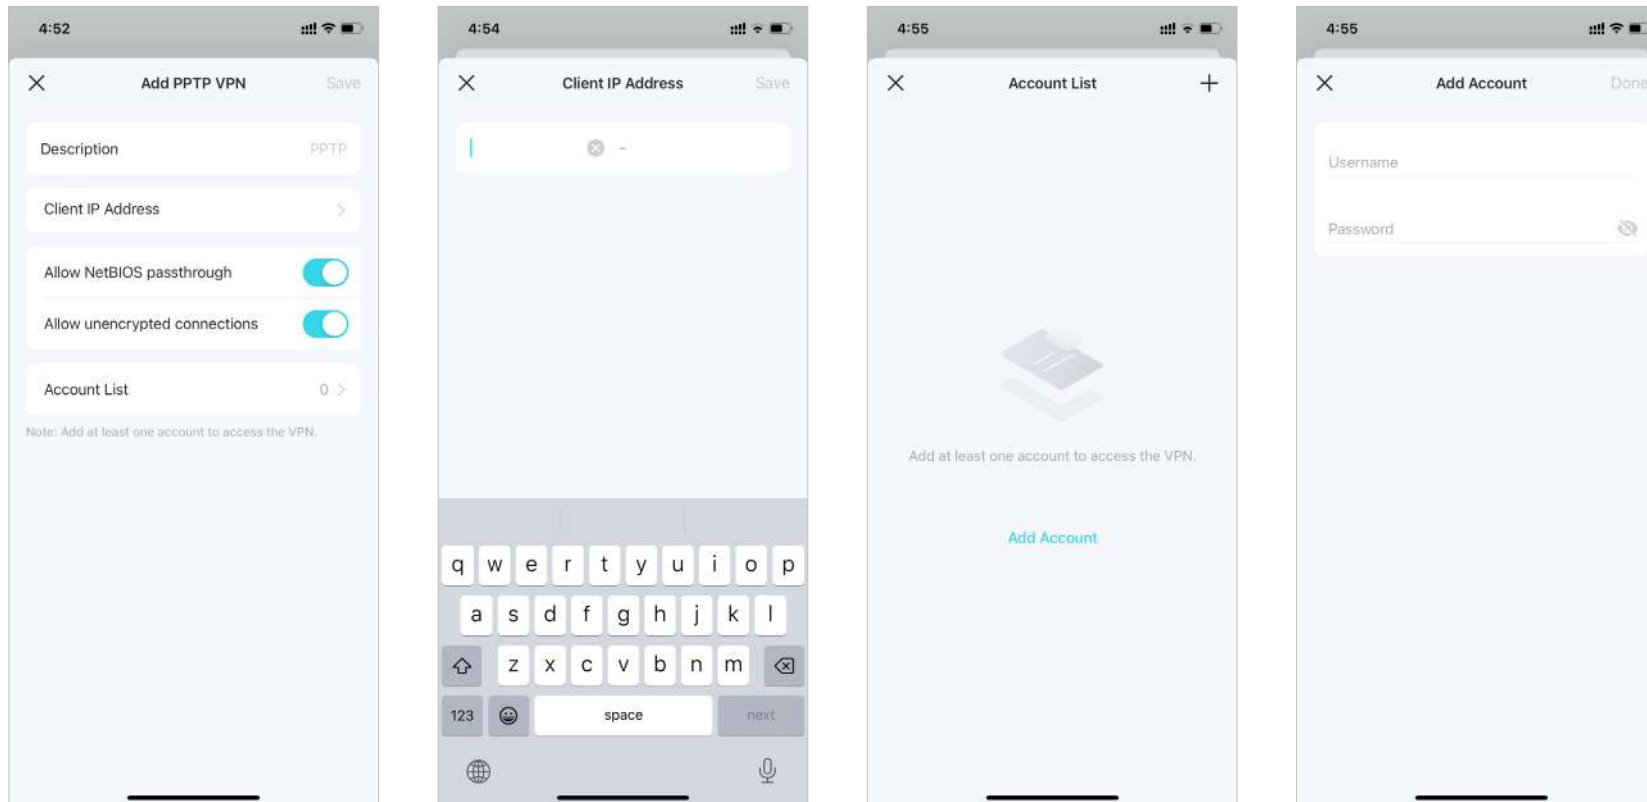 4:52
Add PPTP VPN
Save
Description
PPTP
Client IP Address
Allow NetBIOS passthrough
Allow unencrypted connections
Account List
0
Note: Add at least one account to access the VPN.
4:54
Client IP Address
Save
-
q w e r t y u i o p
a s d f g h j k l
z x c v b n m
123
space
next
4:55
Account List
+
Add at least one account to access the VPN.
Add Account
4:55
Add Account
Done
Username
Password